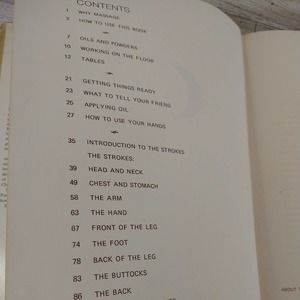 CONTENTS
1 WHY MASSAGE
3 HOW TO USE THIS BOOK
7 OILS AND POWDERS
10 WORKING ON THE FLOOR
13 TABLES
21 GETTING THINGS READY
23 WHAT TO TELL YOUR FRIEND
25 APPLYING OIL
27 HOW TO USE YOUR HANDS
35 INTRODUCTION TO THE STROKES
THE STROKES:
39 HEAD AND NECK
49 CHEST AND STOMACH
58 THE ARM
63 THE HAND
67 FRONT OF THE LEG
74 THE FOOT
78 BACK OF THE LEG
83 THE BUTTOCKS
86 THE BACK
ABOUT